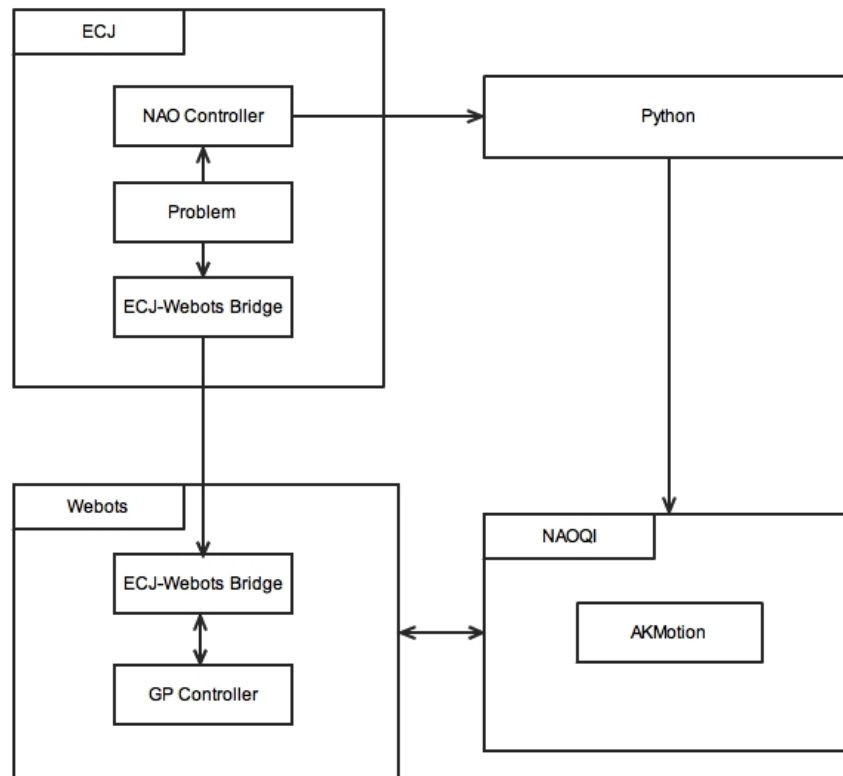 ECJ
NAO Controller
Python
Problem
ECJ-Webots Bridge
Webots
NAOQI
ECJ-Webots Bridge
AKMotion
GP Controller